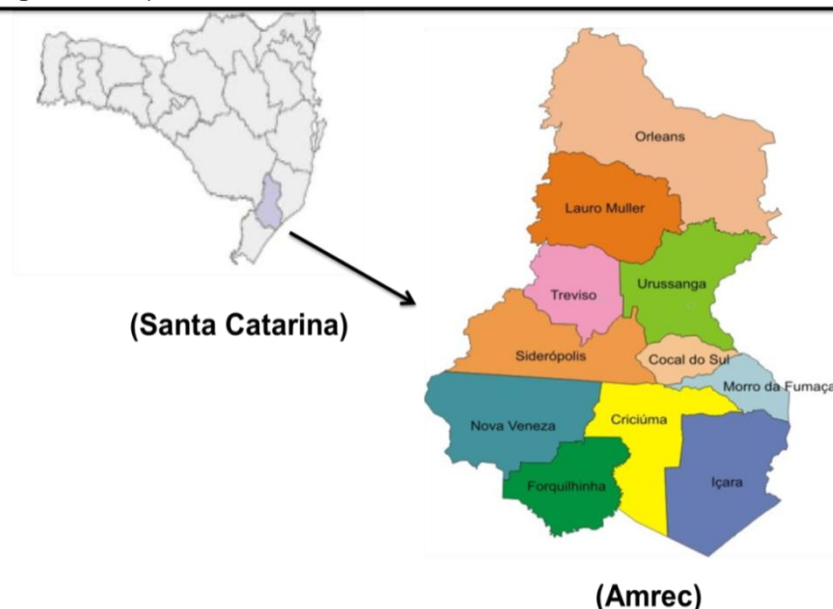 Orleans
Lauro Muller
Urussanga
Treviso
(Santa Catarina)
Siderópolis
Cocal do Sul
Morro da Fumaça
Criciúma
Nova Veneza
Içara
Forquilhinha
(Amrec)